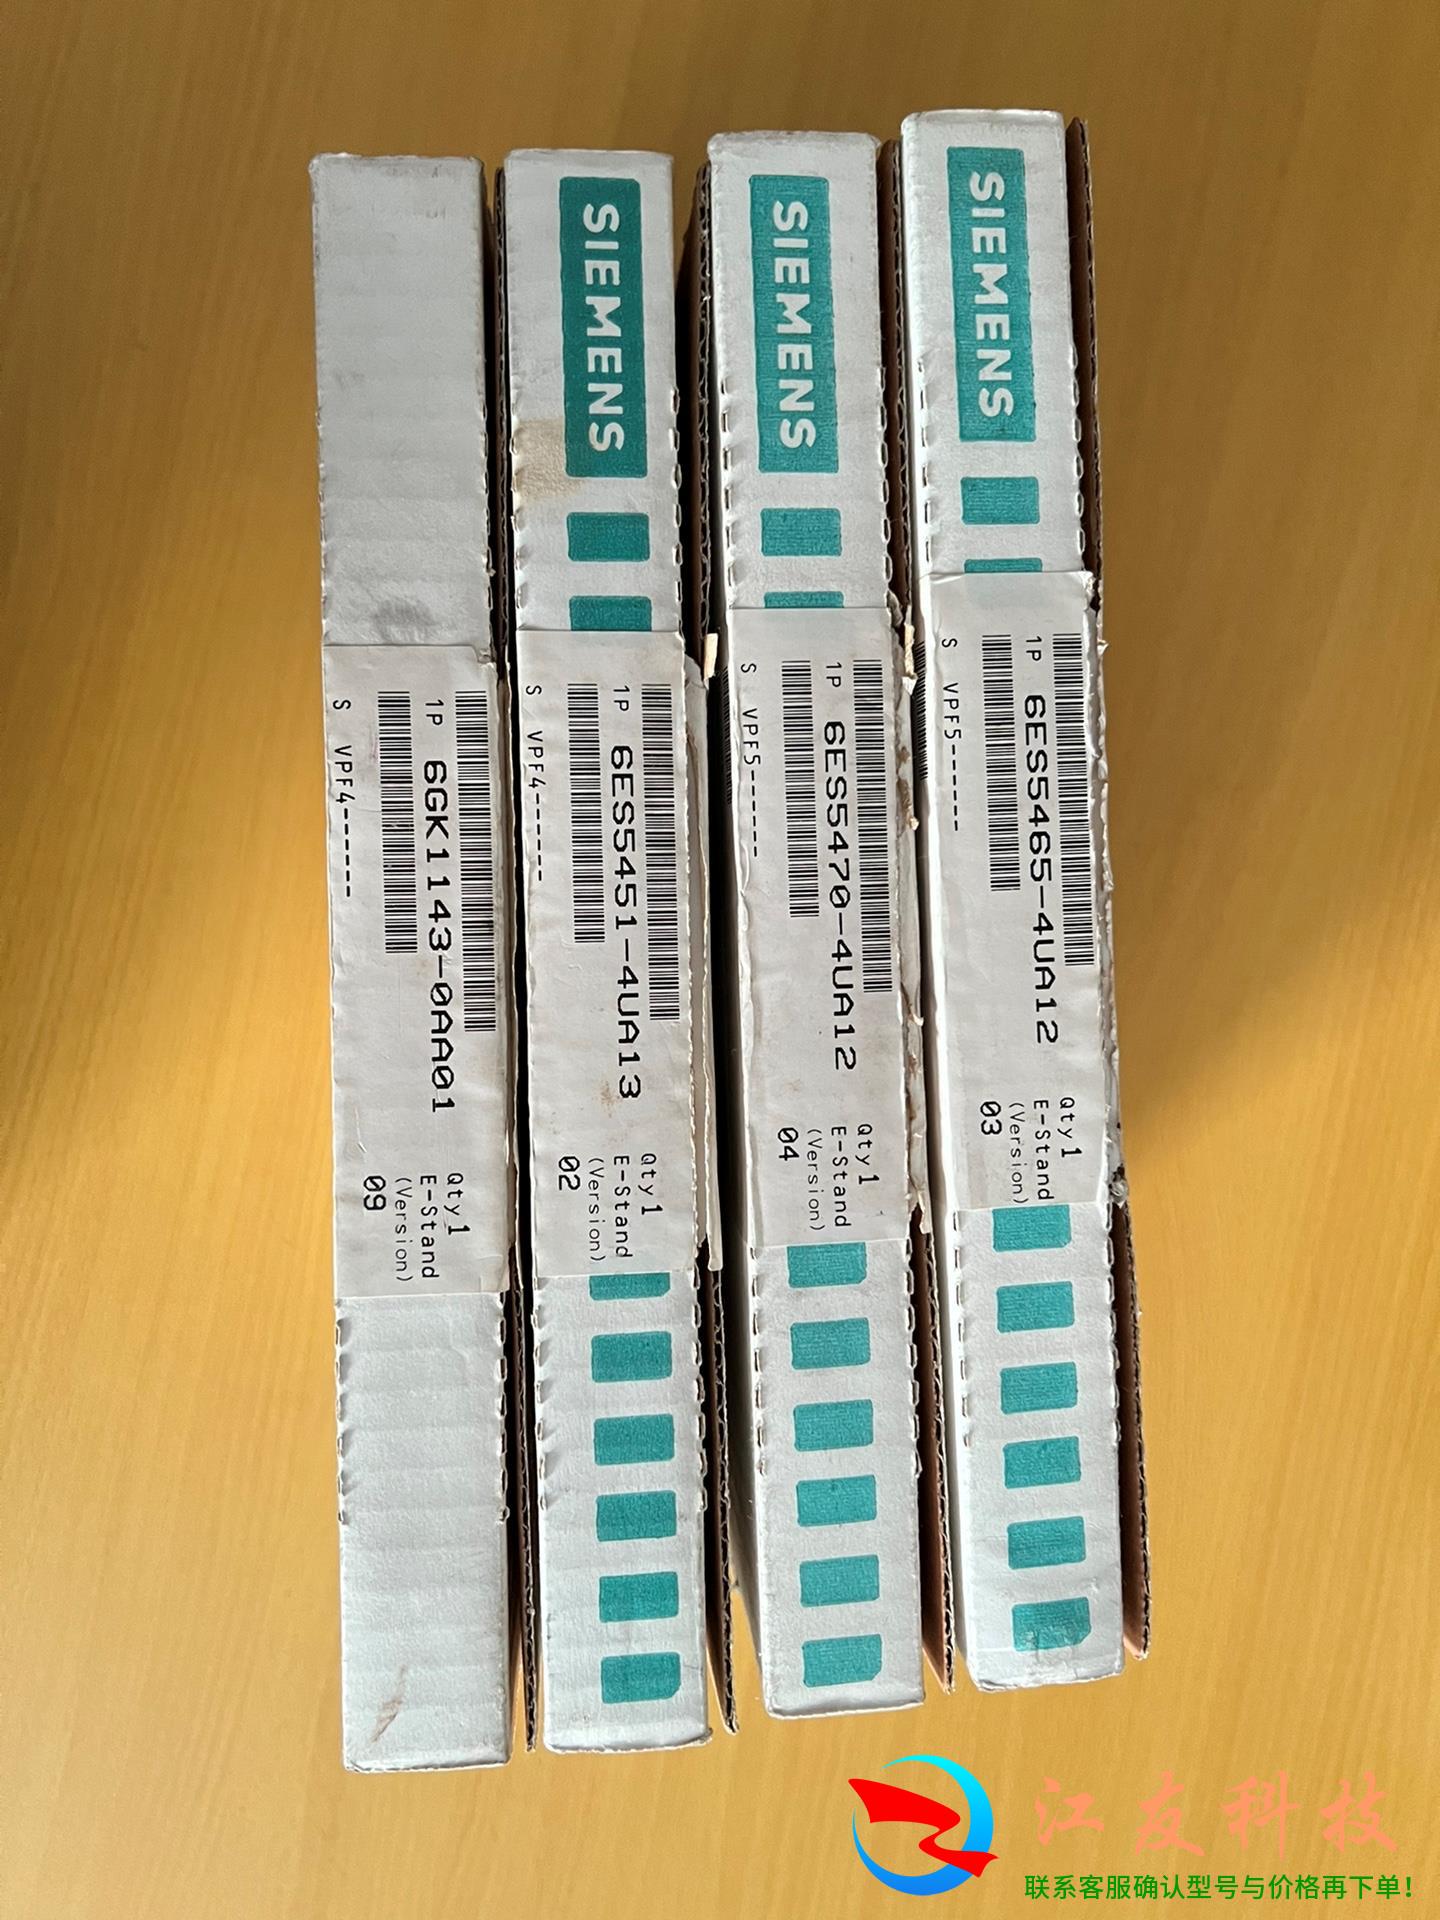 1P 6GK1143-0AA01
S VPF4------
Qty 1
E-Stand
(Version)
09
SIEMENS
1P 6ES5451-4UA13
S VPF4------
Qty 1
E-Stand
(Version)
02
SIEMENS
1P 6ES5470-4UA12
S VPF5------
Qty 1
E-Stand
(Version)
04
SIEMENS
1P 6ES5465-4UA12
S VPF5------
Qty 1
E-Stand
(Version)
03
江友科技
联系客服确认型号与价格再下单！